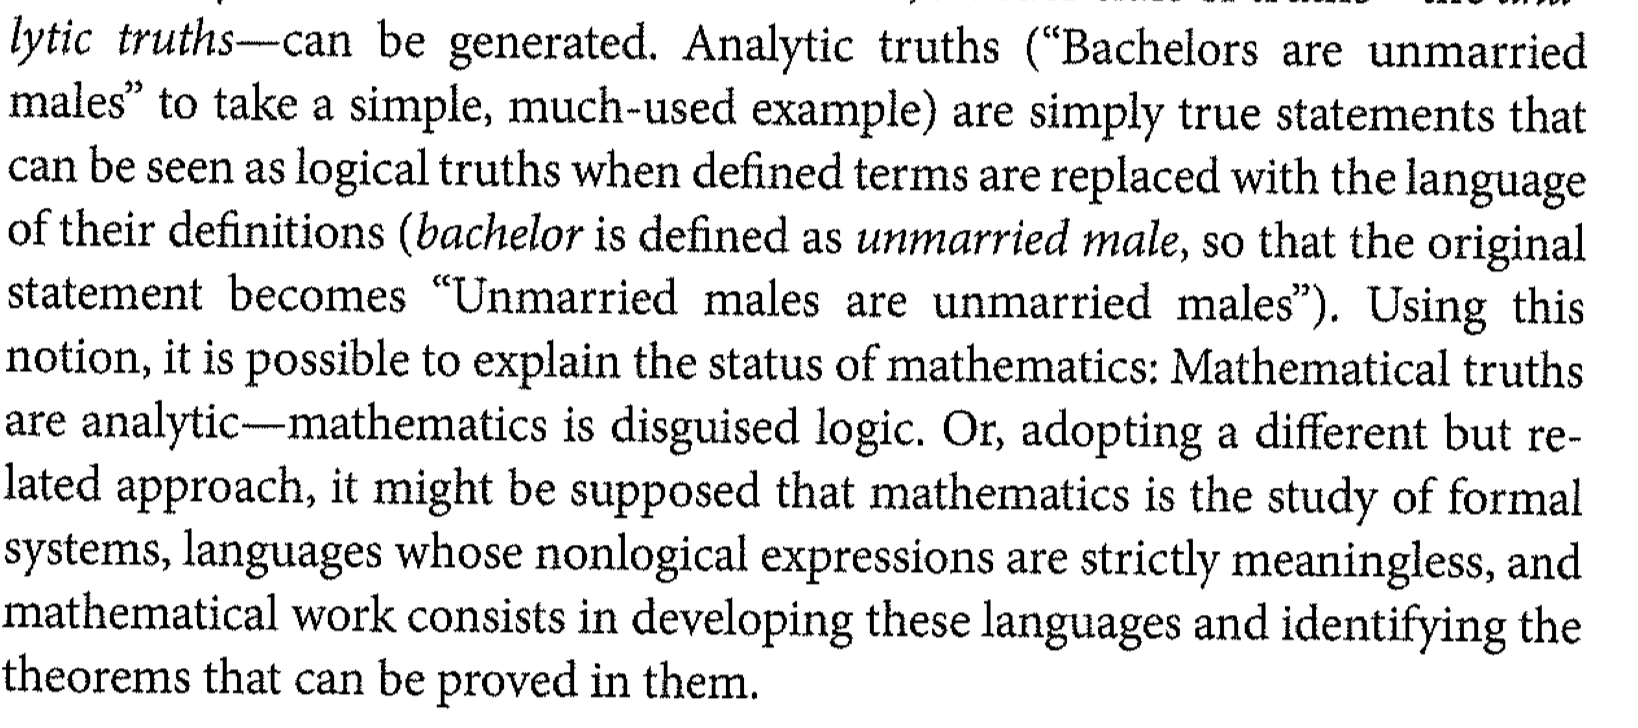 lytic truths—can be generated. Analytic truths (“Bachelors are unmarried
males” to take a simple, much-used example) are simply true statements that
can be seen as logical truths when defined terms are replaced with the language
of their definitions (bachelor is defined as unmarried male, so that the original
statement becomes “Unmarried males are unmarried males”). Using this
notion, it is possible to explain the status of mathematics: Mathematical truths
are analytic—mathematics is disguised logic. Or, adopting a different but re-
lated approach, it might be supposed that mathematics is the study of formal
systems, languages whose nonlogical expressions are strictly meaningless, and
mathematical work consists in developing these languages and identifying the
theorems that can be proved in them.